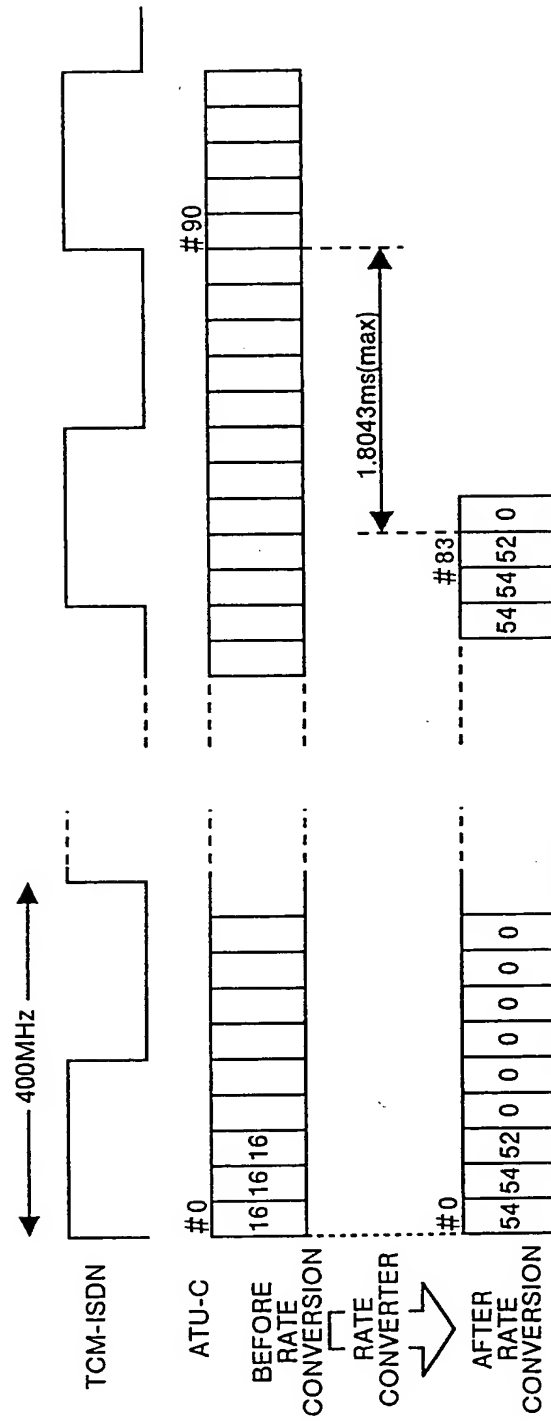 400MHz
TCM-ISDN
ATU-C
#0
#90
BEFORE
RATE
CONVERSION
16 16 16
1.8043ms(max)
RATE
CONVERTER
#0
#83
AFTER
RATE
CONVERSION
54 54 52 0 0 0 0 0 0
54 54 52 0